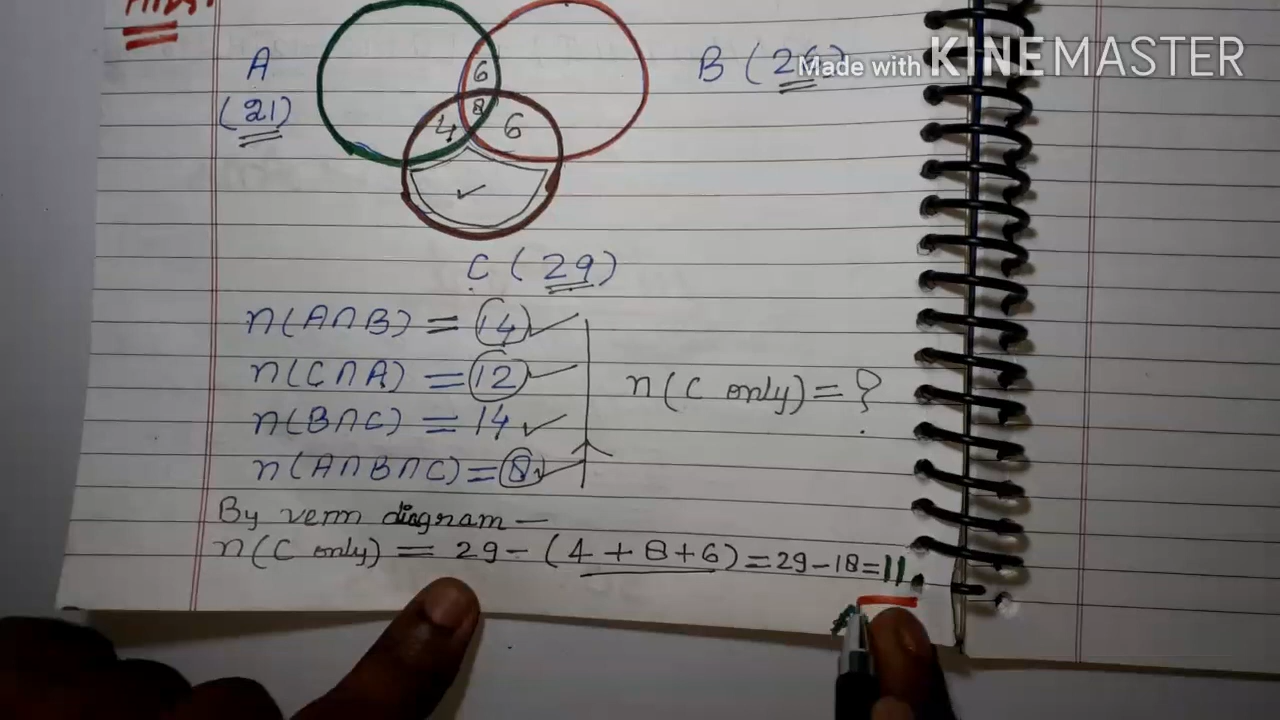 A
(21)
6
8
4
6
B (26)
Made with KINEMASTER
C (29)
n(A∩B) = 14
n(C∩A) = 12
n(B∩C) = 14
n(A∩B∩C) = 8
n(C only) = ?
By venn diagram —
n(C only) = 29 - (4 + 8 + 6) = 29 - 18 = 11.